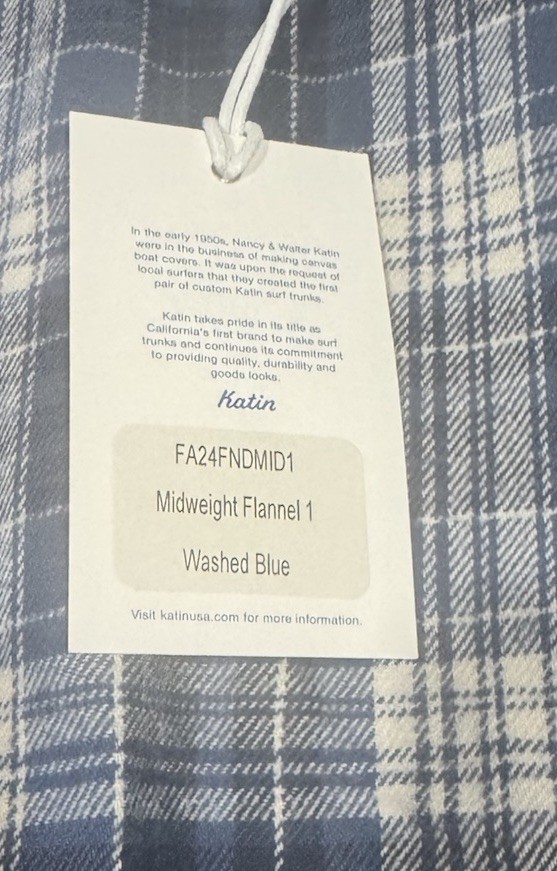 In the early 1950s, Nancy & Walter Katin
were in the business of making canvas
boat covers. It was upon the request of
local surfers that they created the first
pair of custom Katin surf trunks.
Katin takes pride in its title as
California's first brand to make surf
trunks and continues its commitment
to providing quality, durability and
goods looks.
Katin
FA24FNDMID1
Midweight Flannel 1
Washed Blue
Visit katinusa.com for more information.